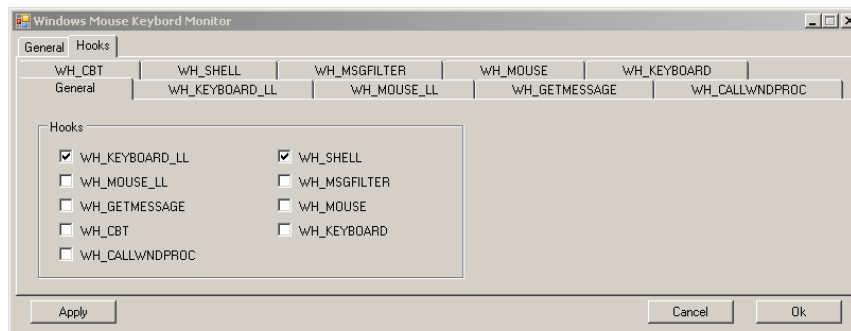 Windows Mouse Keybord Monitor
General Hooks
WH_CBT WH_SHELL WH_MSGFILTER WH_MOUSE WH_KEYBOARD
General WH_KEYBOARD_LL WH_MOUSE_LL WH_GETMESSAGE WH_CALLWNDPROC
Hooks
WH_KEYBOARD_LL WH_SHELL
WH_MOUSE_LL WH_MSGFILTER
WH_GETMESSAGE WH_MOUSE
WH_CBT WH_KEYBOARD
WH_CALLWNDPROC
Apply Cancel Ok